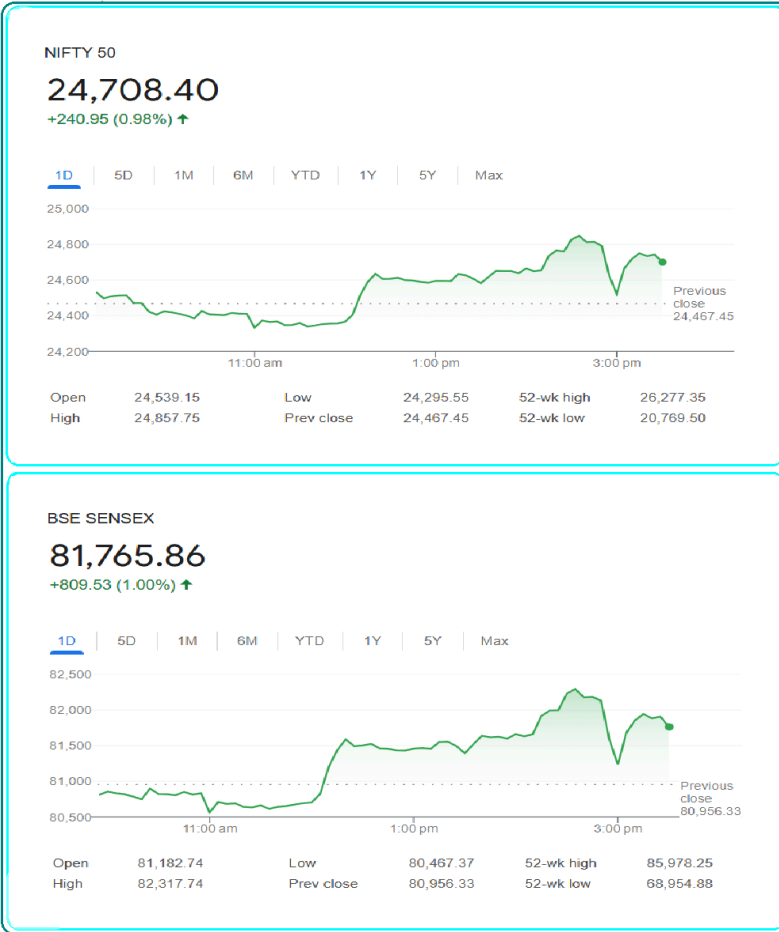 NIFTY 50
24,708.40
+240.95 (0.98%) ↑
1D 5D 1M 6M YTD 1Y 5Y Max
25,000
24,800
24,600
24,400
24,200
Previous
close
24,467.45
11:00 am 1:00 pm 3:00 pm
Open 24,539.15 Low 24,295.55 52-wk high 26,277.35
High 24,857.75 Prev close 24,467.45 52-wk low 20,769.50
BSE SENSEX
81,765.86
+809.53 (1.00%) ↑
1D 5D 1M 6M YTD 1Y 5Y Max
82,500
82,000
81,500
81,000
80,500
Previous
close
80,956.33
11:00 am 1:00 pm 3:00 pm
Open 81,182.74 Low 80,467.37 52-wk high 85,978.25
High 82,317.74 Prev close 80,956.33 52-wk low 68,954.88